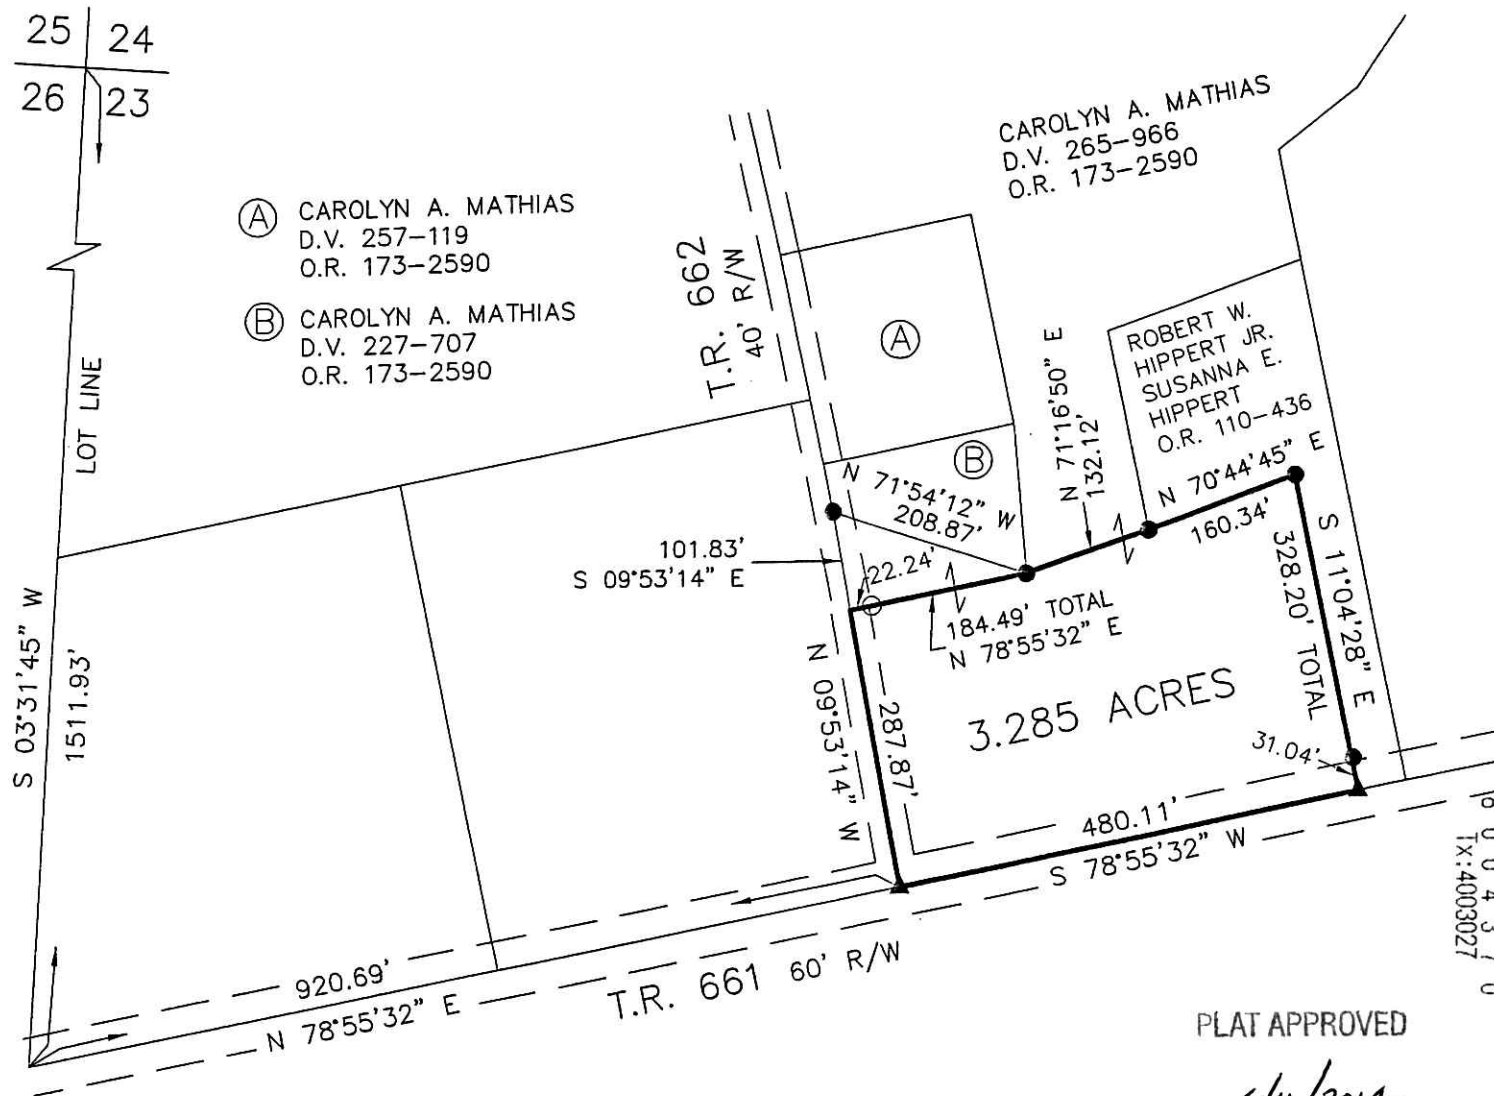 25 24
26 23
CAROLYN A. MATHIAS
D.V. 265-966
O.R. 173-2590
A CAROLYN A. MATHIAS
D.V. 257-119
O.R. 173-2590
B CAROLYN A. MATHIAS
D.V. 227-707
O.R. 173-2590
T.R. 662
40' R/W
A
B
LOT LINE
ROBERT W.
HIPPERT JR.
SUSANNA E.
HIPPERT
O.R. 110-436
N 71°16'50" E
132.12'
N 70°44'45" E
160.34'
N 71°54'12" W
208.87'
101.83'
S 09°53'14" E
22.24'
184.49' TOTAL
N 78°55'32" E
S 11°04'28" E
328.20' TOTAL
31.04'
S 03°31'45" W
1511.93'
N 09°53'14" W
287.87'
3.285 ACRES
480.11'
S 78°55'32" W
920.69'
N 78°55'32" E
T.R. 661 60' R/W
Tx:4003027
PLAT APPROVED